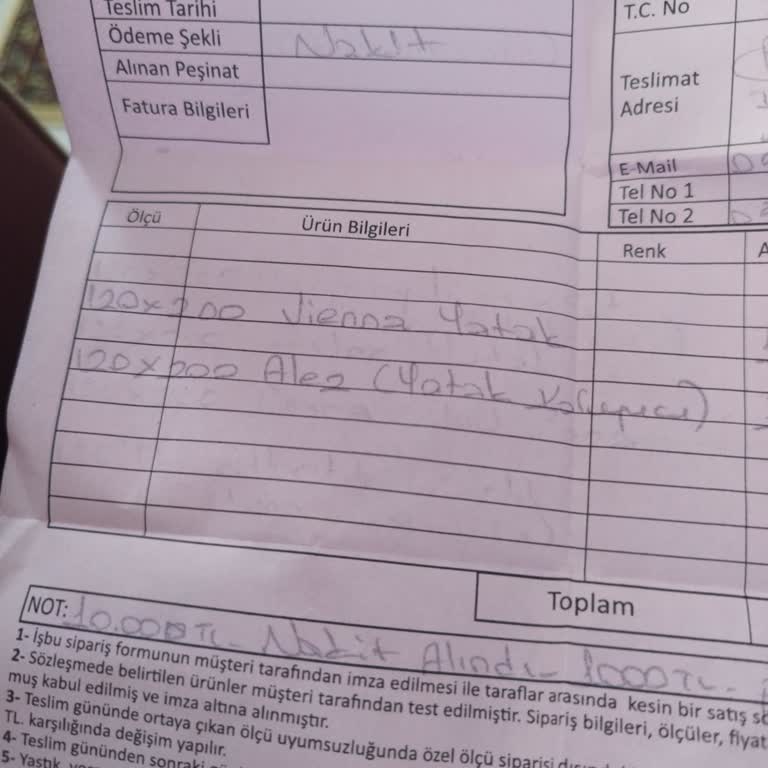 Teslim Tarihi
Ödeme Şekli Nakit
Alınan Peşinat
Fatura Bilgileri
T.C. No
Teslimat
Adresi
E-Mail
Tel No 1
Tel No 2
Ölçü Ürün Bilgileri Renk
120x200 Vienna Yatak
120x200 Alez (Yatak
NOT: 10.000 TL- Nakit Alındı- 1000 TL-
Toplam
1- İşbu sipariş formunun müşteri tarafından imza edilmesi ile taraflar arasında kesin bir satış
2- Sözleşmede belirtilen ürünler müşteri tarafından test edilmiştir. Sipariş bilgileri, ölçüler, fiyat
muş kabul edilmiş ve imza altına alınmıştır.
3- Teslim gününde ortaya çıkan ölçü uyumsuzluğunda özel ölçü siparişi
TL. karşılığında değişim yapılır.
4- Teslim gününden sonraki
5- Yastık,